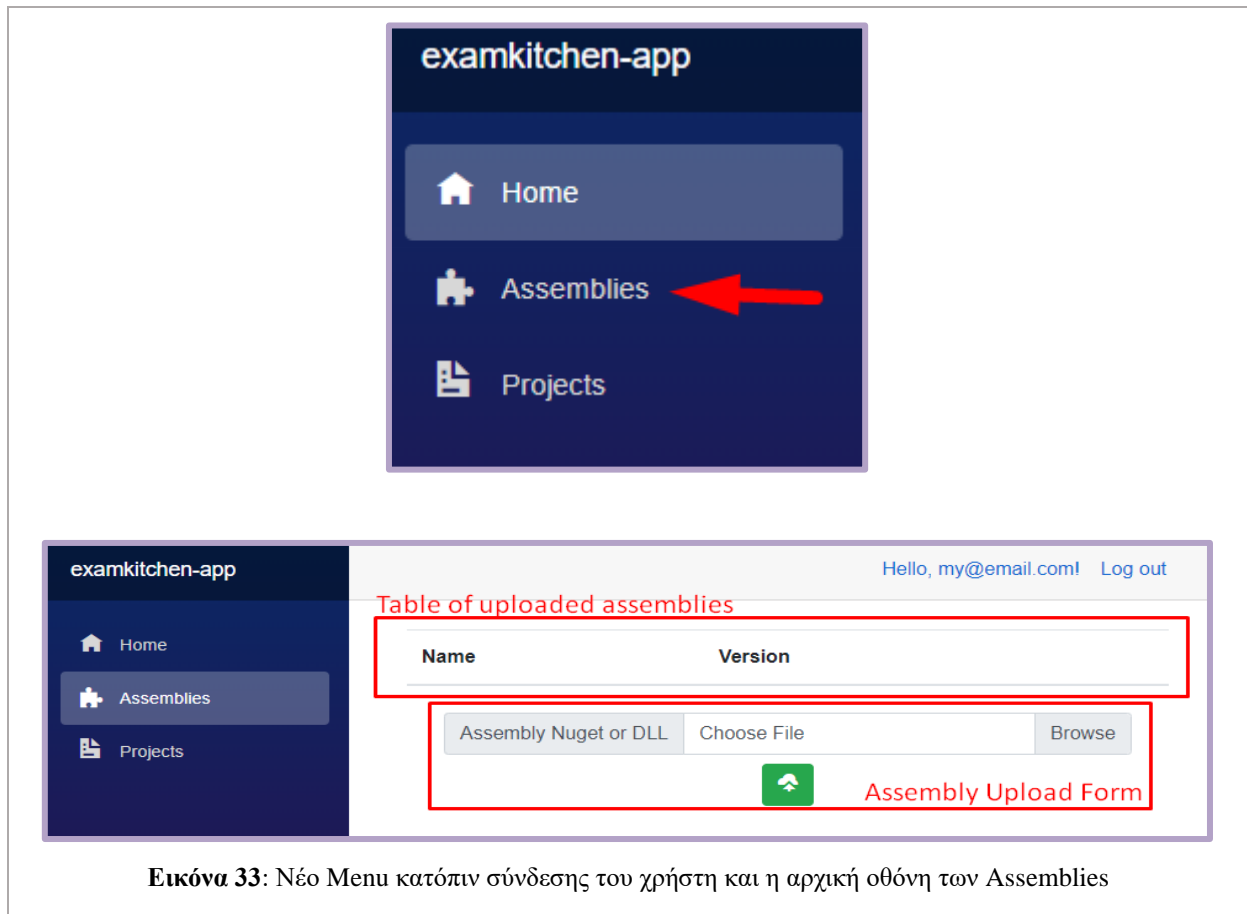 examkitchen-app
Home
Assemblies
Projects
examkitchen-app
Hello, my@email.com! Log out
Table of uploaded assemblies
Home
Name Version
Assemblies
Assembly Nuget or DLL Choose File Browse
Projects
Assembly Upload Form
Εικόνα 33: Νέο Menu κατόπιν σύνδεσης του χρήστη και η αρχική οθόνη των Assemblies